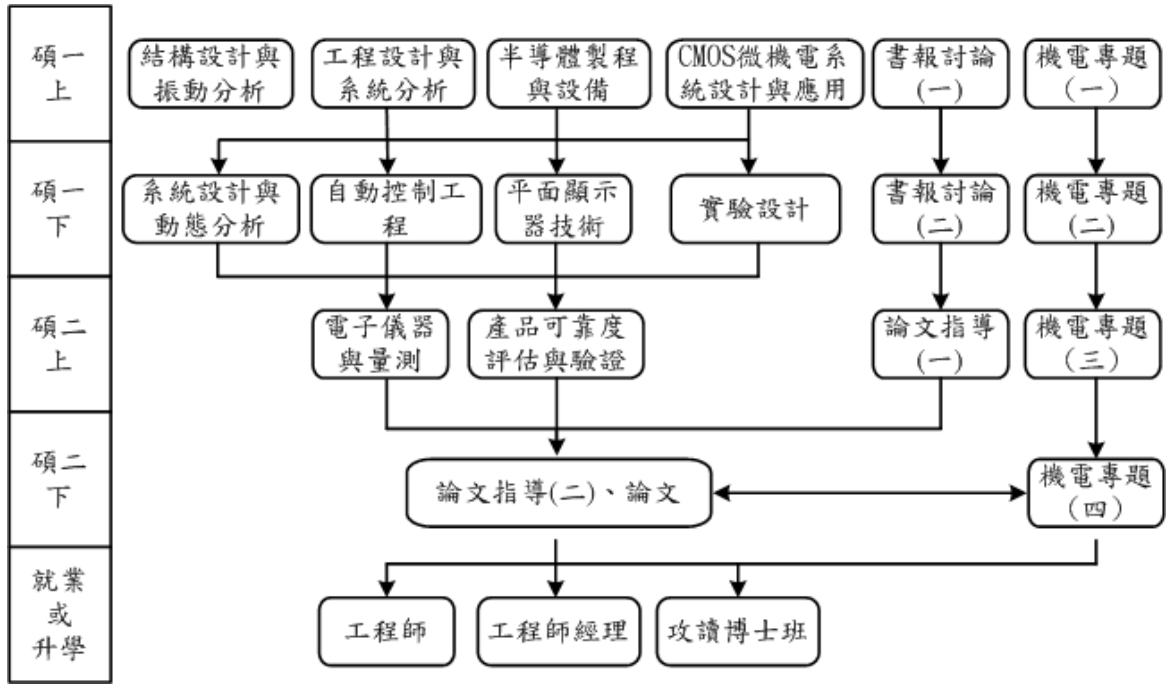 碩一
上
結構設計與
振動分析
工程設計與
系統分析
半導體製程
與設備
CMOS微機電系
統設計與應用
書報討論
(一)
機電專題
(一)
碩一
下
系統設計與
動態分析
自動控制工
程
平面顯示
器技術
實驗設計
書報討論
(二)
機電專題
(二)
碩二
上
電子儀器
與量測
產品可靠度
評估與驗證
論文指導
(一)
機電專題
(三)
碩二
下
論文指導(二)、論文
機電專題
(四)
就業
或
升學
工程師
工程師經理
攻讀博士班